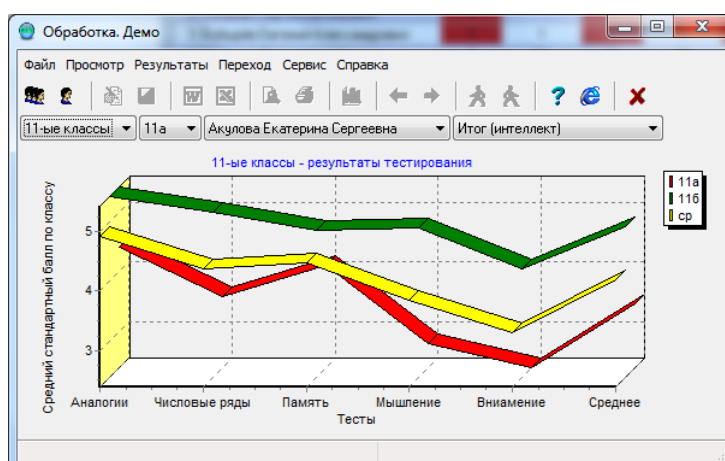 Обработка. Демо
Файл Просмотр Результаты Переход Сервис Справка
11-ые классы 11а Акулова Екатерина Сергеевна Итог (интеллект)
11-ые классы - результаты тестирования
Средний стандартный балл по классу
5
4
3
11а
11б
ср
Аналогии Числовые ряды Память Мышление Вниамение Среднее
Тесты